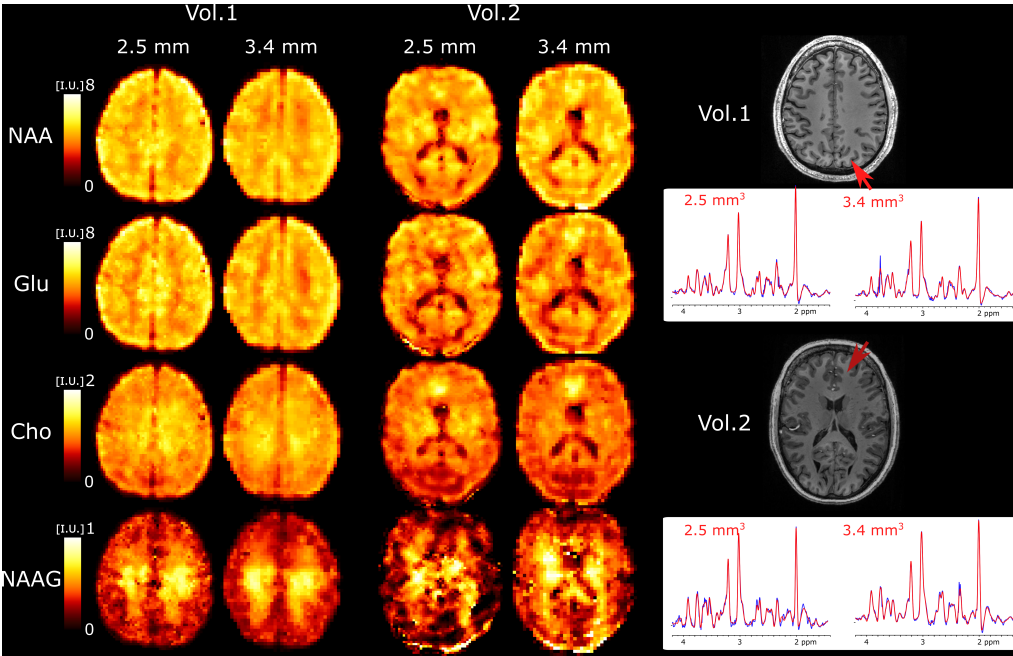 Vol.1
Vol.2
2.5 mm
3.4 mm
2.5 mm
3.4 mm
[I.U.] 8
NAA
0
[I.U.] 8
Glu
0
[I.U.] 2
Cho
0
[I.U.] 1
NAAG
0
Vol.1
2.5 mm³
3.4 mm³
4 3 2 ppm
4 3 2 ppm
Vol.2
2.5 mm³
3.4 mm³
4 3 2 ppm
4 3 2 ppm